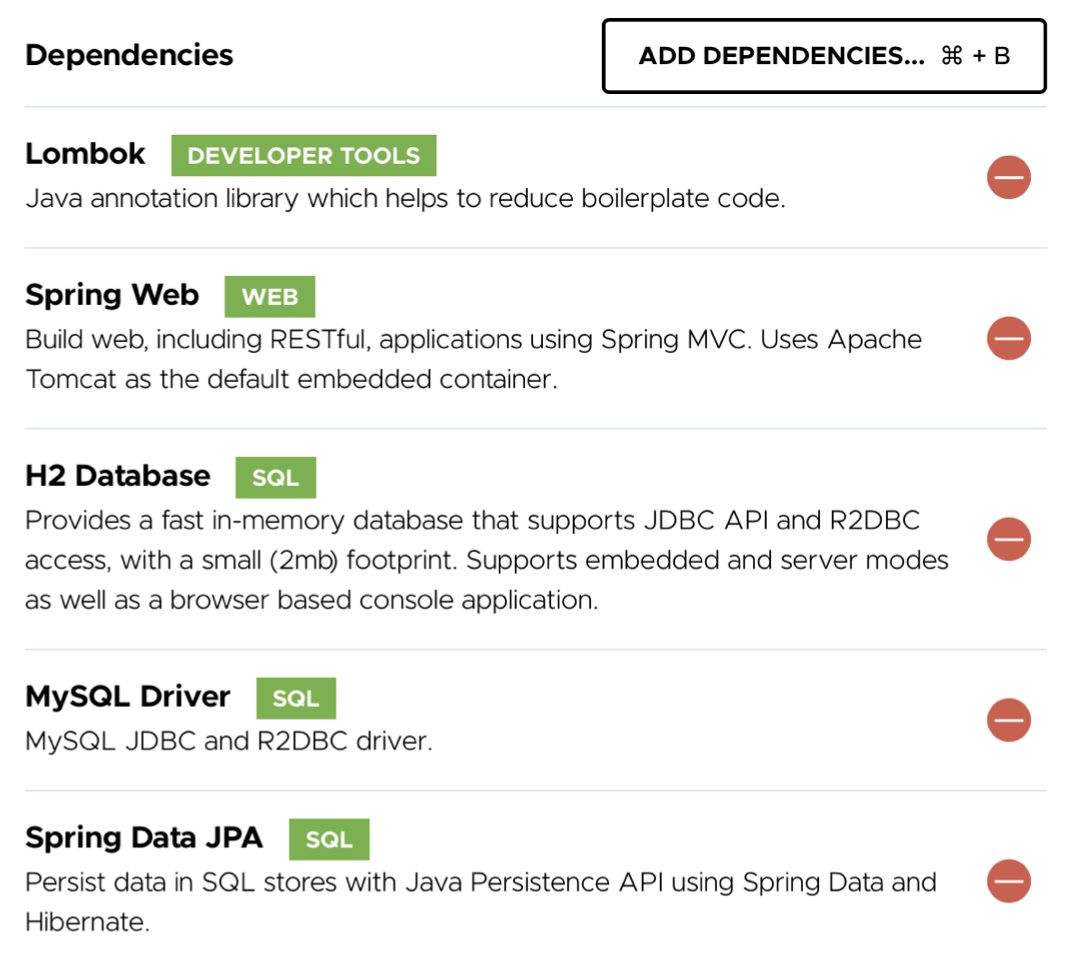 Dependencies
ADD DEPENDENCIES... ⌘ + B
Lombok DEVELOPER TOOLS
Java annotation library which helps to reduce boilerplate code.
Spring Web WEB
Build web, including RESTful, applications using Spring MVC. Uses Apache
Tomcat as the default embedded container.
H2 Database SQL
Provides a fast in-memory database that supports JDBC API and R2DBC
access, with a small (2mb) footprint. Supports embedded and server modes
as well as a browser based console application.
MySQL Driver SQL
MySQL JDBC and R2DBC driver.
Spring Data JPA SQL
Persist data in SQL stores with Java Persistence API using Spring Data and
Hibernate.